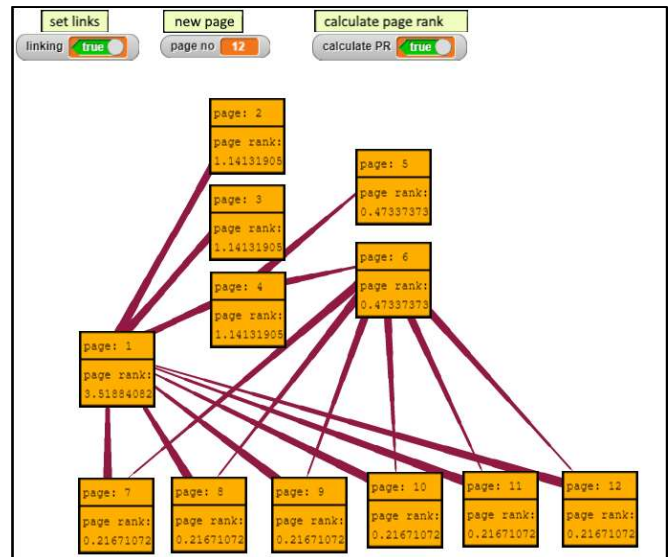 set links
new page
calculate page rank
linking true
page no 12
calculate PR true
page: 2
page rank:
1.14131905
page: 5
page rank:
0.47337373
page: 3
page rank:
1.14131905
page: 6
page rank:
0.47337373
page: 4
page rank:
1.14131905
page: 1
page rank:
3.51884082
page: 7
page rank:
0.21671072
page: 8
page rank:
0.21671072
page: 9
page rank:
0.21671072
page: 10
page rank:
0.21671072
page: 11
page rank:
0.21671072
page: 12
page rank:
0.21671072